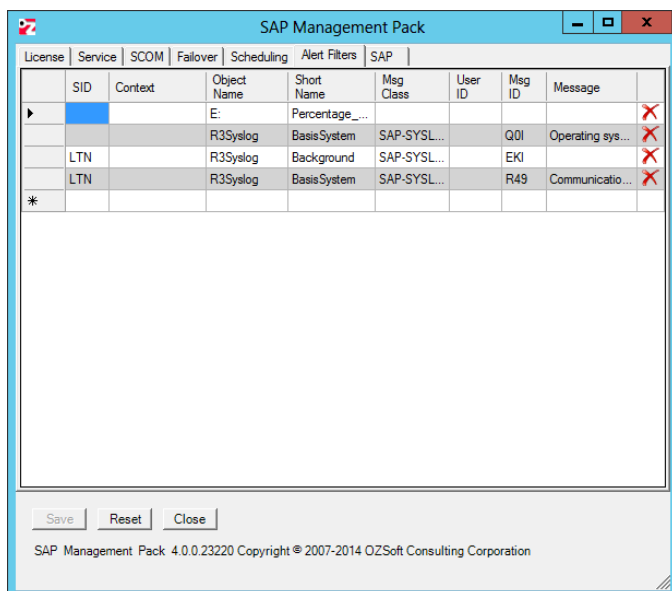 SAP Management Pack
License Service SCOM Failover Scheduling Alert Filters SAP
SID Context Object Name Short Name Msg Class User ID Msg ID Message
E: Percentage_...
R3Syslog BasisSystem SAP-SYSL... Q0I Operating sys...
LTN R3Syslog Background SAP-SYSL... EKI
LTN R3Syslog BasisSystem SAP-SYSL... R49 Communicatio...
Save Reset Close
SAP Management Pack 4.0.0.23220 Copyright © 2007-2014 OZSoft Consulting Corporation